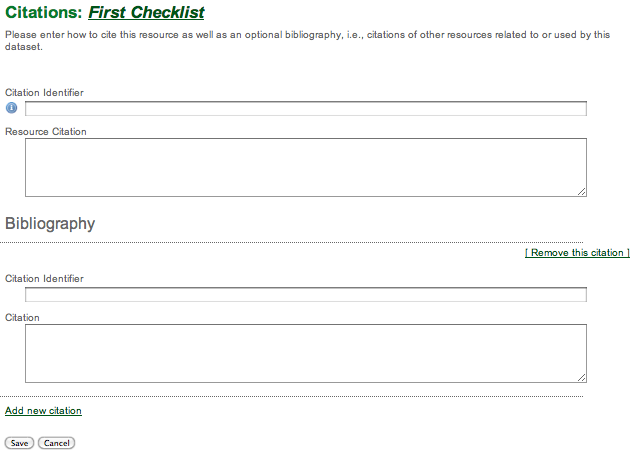 Citations: First Checklist
Please enter how to cite this resource as well as an optional bibliography, i.e., citations of other resources related to or used by this
dataset.
Citation Identifier
i
Resource Citation
Bibliography
[ Remove this citation ]
Citation Identifier
Citation
Add new citation
Save Cancel